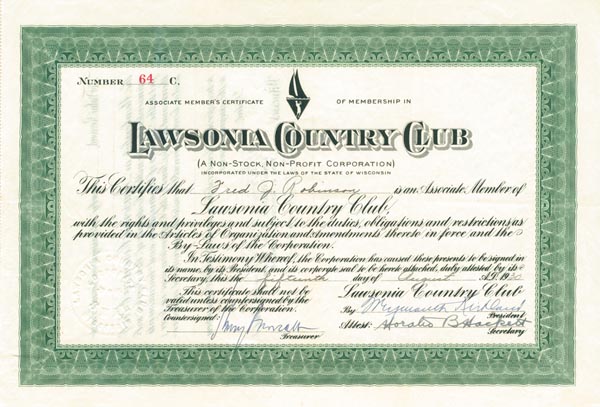 NUMBER 64 C.
ASSOCIATE MEMBER'S CERTIFICATE OF MEMBERSHIP IN
LAWSONIA COUNTRY CLUB
(A NON-STOCK, NON-PROFIT CORPORATION)
INCORPORATED UNDER THE LAWS OF THE STATE OF WISCONSIN
This Certifies that Fred J. Robinson is an Associate Member of
Lawsonia Country Club,
with the rights and privileges and subject to the duties, obligations and restrictions as
provided in the Articles of Organization and Amendments thereto in force and the
By-Laws of the Corporation.
In Testimony Whereof, the Corporation has caused these presents to be signed in
its name, by its President, and its corporate seal to be hereto attached, duly attested by its
Secretary, this the fifteenth day of August A.D. 1930
This certificate shall not be Lawsonia Country Club
valid unless countersigned by the By Weymouth Kirkland
Treasurer of the Corporation. President
Countersigned: Attest: Horatio B Hackett
Treasurer Secretary